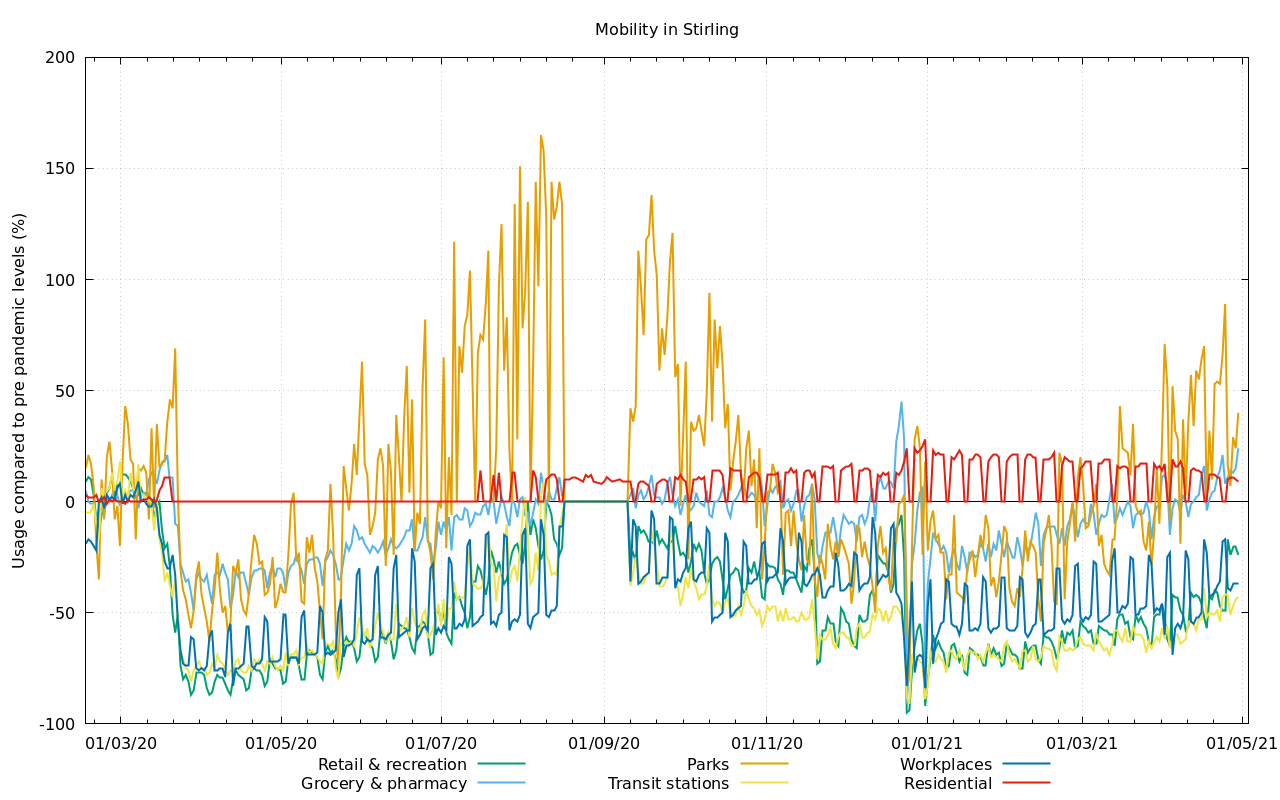 Mobility in Stirling
Usage compared to pre pandemic levels (%)
200
150
100
50
0
-50
-100
01/03/20 01/05/20 01/07/20 01/09/20 01/11/20 01/01/21 01/03/21 01/05/21
Retail & recreation Parks Workplaces
Grocery & pharmacy Transit stations Residential